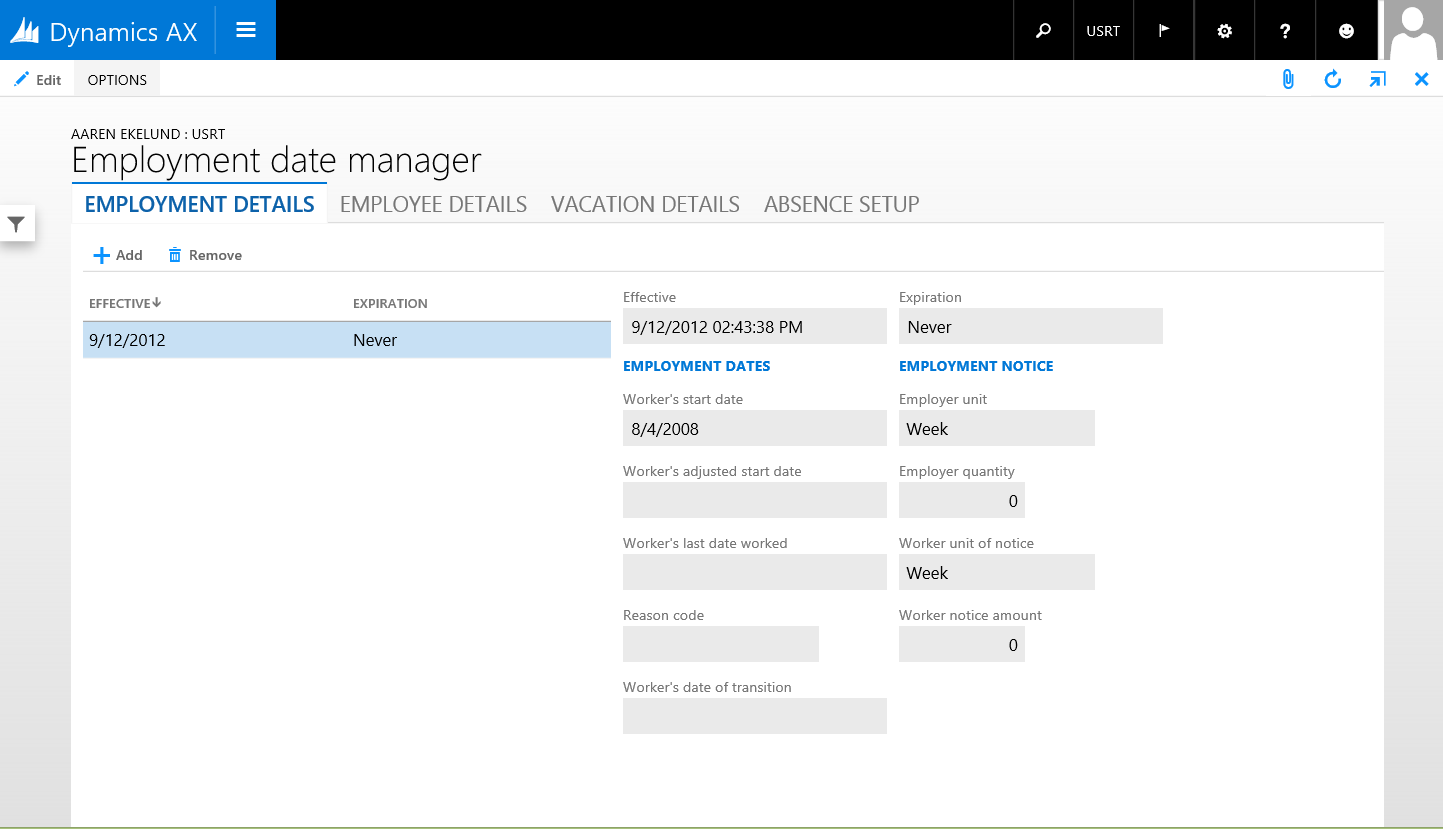 Dynamics AX
USRT
?
Edit
OPTIONS
AAREN EKELUND : USRT
Employment date manager
EMPLOYMENT DETAILS EMPLOYEE DETAILS VACATION DETAILS ABSENCE SETUP
Add Remove
EFFECTIVE EXPIRATION
9/12/2012 Never
Effective Expiration
9/12/2012 02:43:38 PM Never
EMPLOYMENT DATES EMPLOYMENT NOTICE
Worker's start date Employer unit
8/4/2008 Week
Worker's adjusted start date Employer quantity
0
Worker's last date worked Worker unit of notice
Week
Reason code Worker notice amount
0
Worker's date of transition